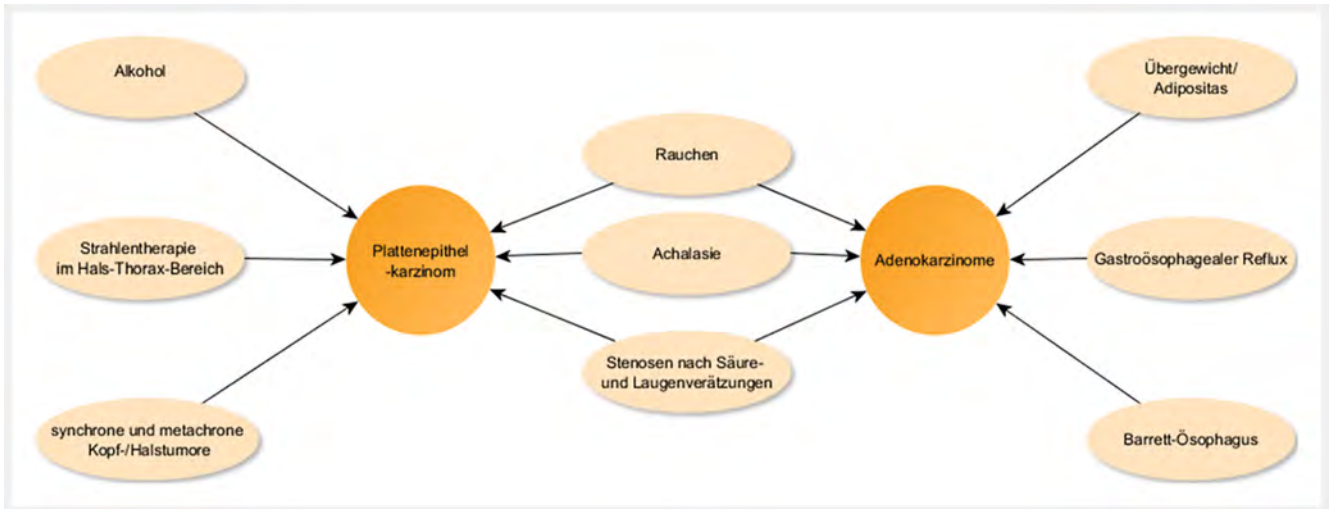 Alkohol
Strahlentherapie
im Hals-Thorax-Bereich
synchrone und metachrone
Kopf-/Halstumore
Plattenepithel
-karzinom
Rauchen
Achalasie
Stenosen nach Säure-
und Laugenverätzungen
Adenokarzinome
Übergewicht/
Adipositas
Gastroösophagealer Reflux
Barrett-Ösophagus